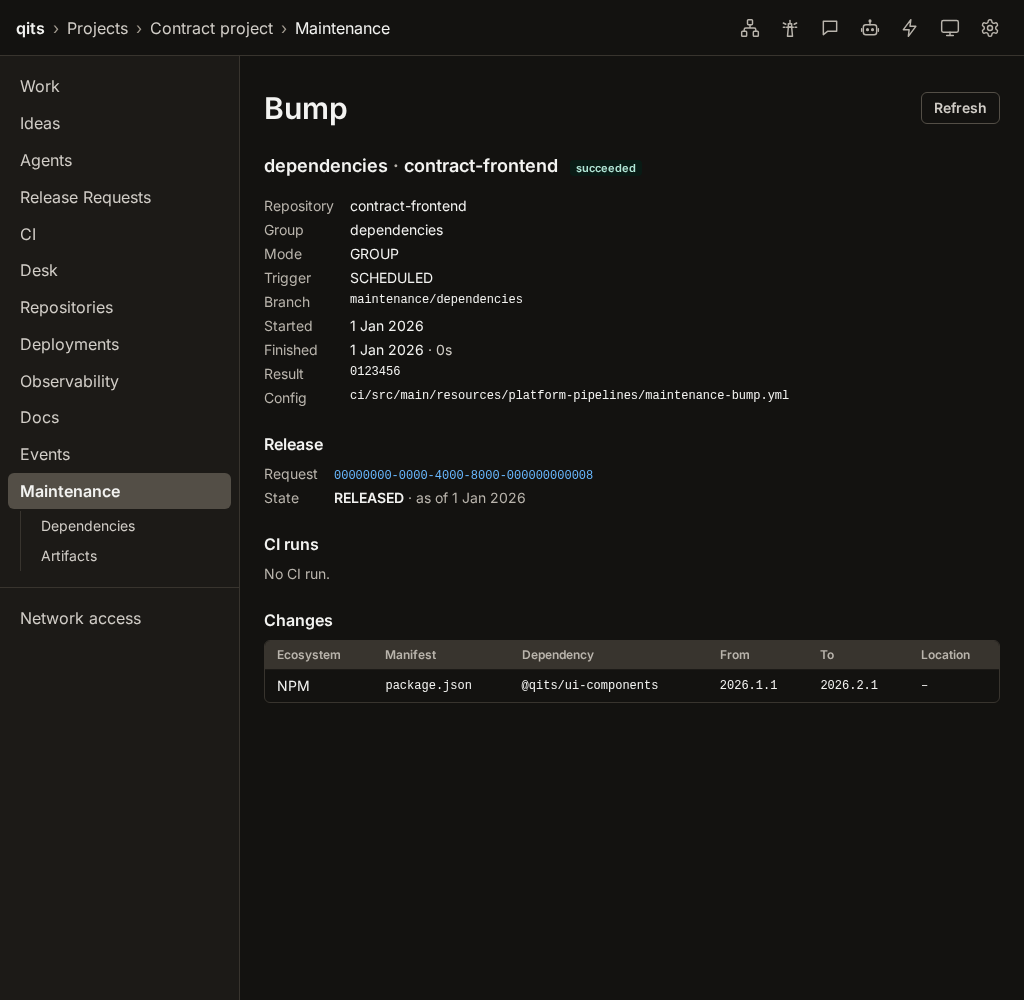 qits › Projects › Contract project › Maintenance
Work
Ideas
Agents
Release Requests
CI
Desk
Repositories
Deployments
Observability
Docs
Events
Maintenance
Dependencies
Artifacts
Network access
Bump
Refresh
dependencies · contract-frontend succeeded
Repository contract-frontend
Group dependencies
Mode GROUP
Trigger SCHEDULED
Branch maintenance/dependencies
Started 1 Jan 2026
Finished 1 Jan 2026 · 0s
Result 0123456
Config ci/src/main/resources/platform-pipelines/maintenance-bump.yml
Release
Request 00000000-0000-4000-8000-000000000008
State RELEASED · as of 1 Jan 2026
CI runs
No CI run.
Changes
Ecosystem Manifest Dependency From To Location
NPM package.json @qits/ui-components 2026.1.1 2026.2.1 –